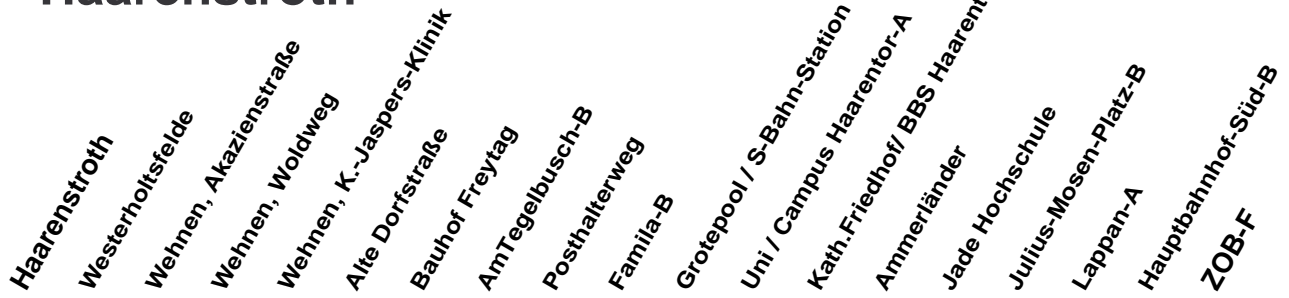 Haarenstroth
Haarenstroth
Westerholtsfelde
Wehnen, Akazienstraße
Wehnen, Woldweg
Wehnen, K.-Jaspers-Klinik
Alte Dorfstraße
Bauhof Freytag
AmTegelbusch-B
Posthalterweg
Famila-B
Grotepool / S-Bahn-Station
Uni / Campus Haarentor-A
Kath.Friedhof/ BBS Haarent
Ammerländer
Jade Hochschule
Julius-Mosen-Platz-B
Lappan-A
Hauptbahnhof-Süd-B
ZOB-F